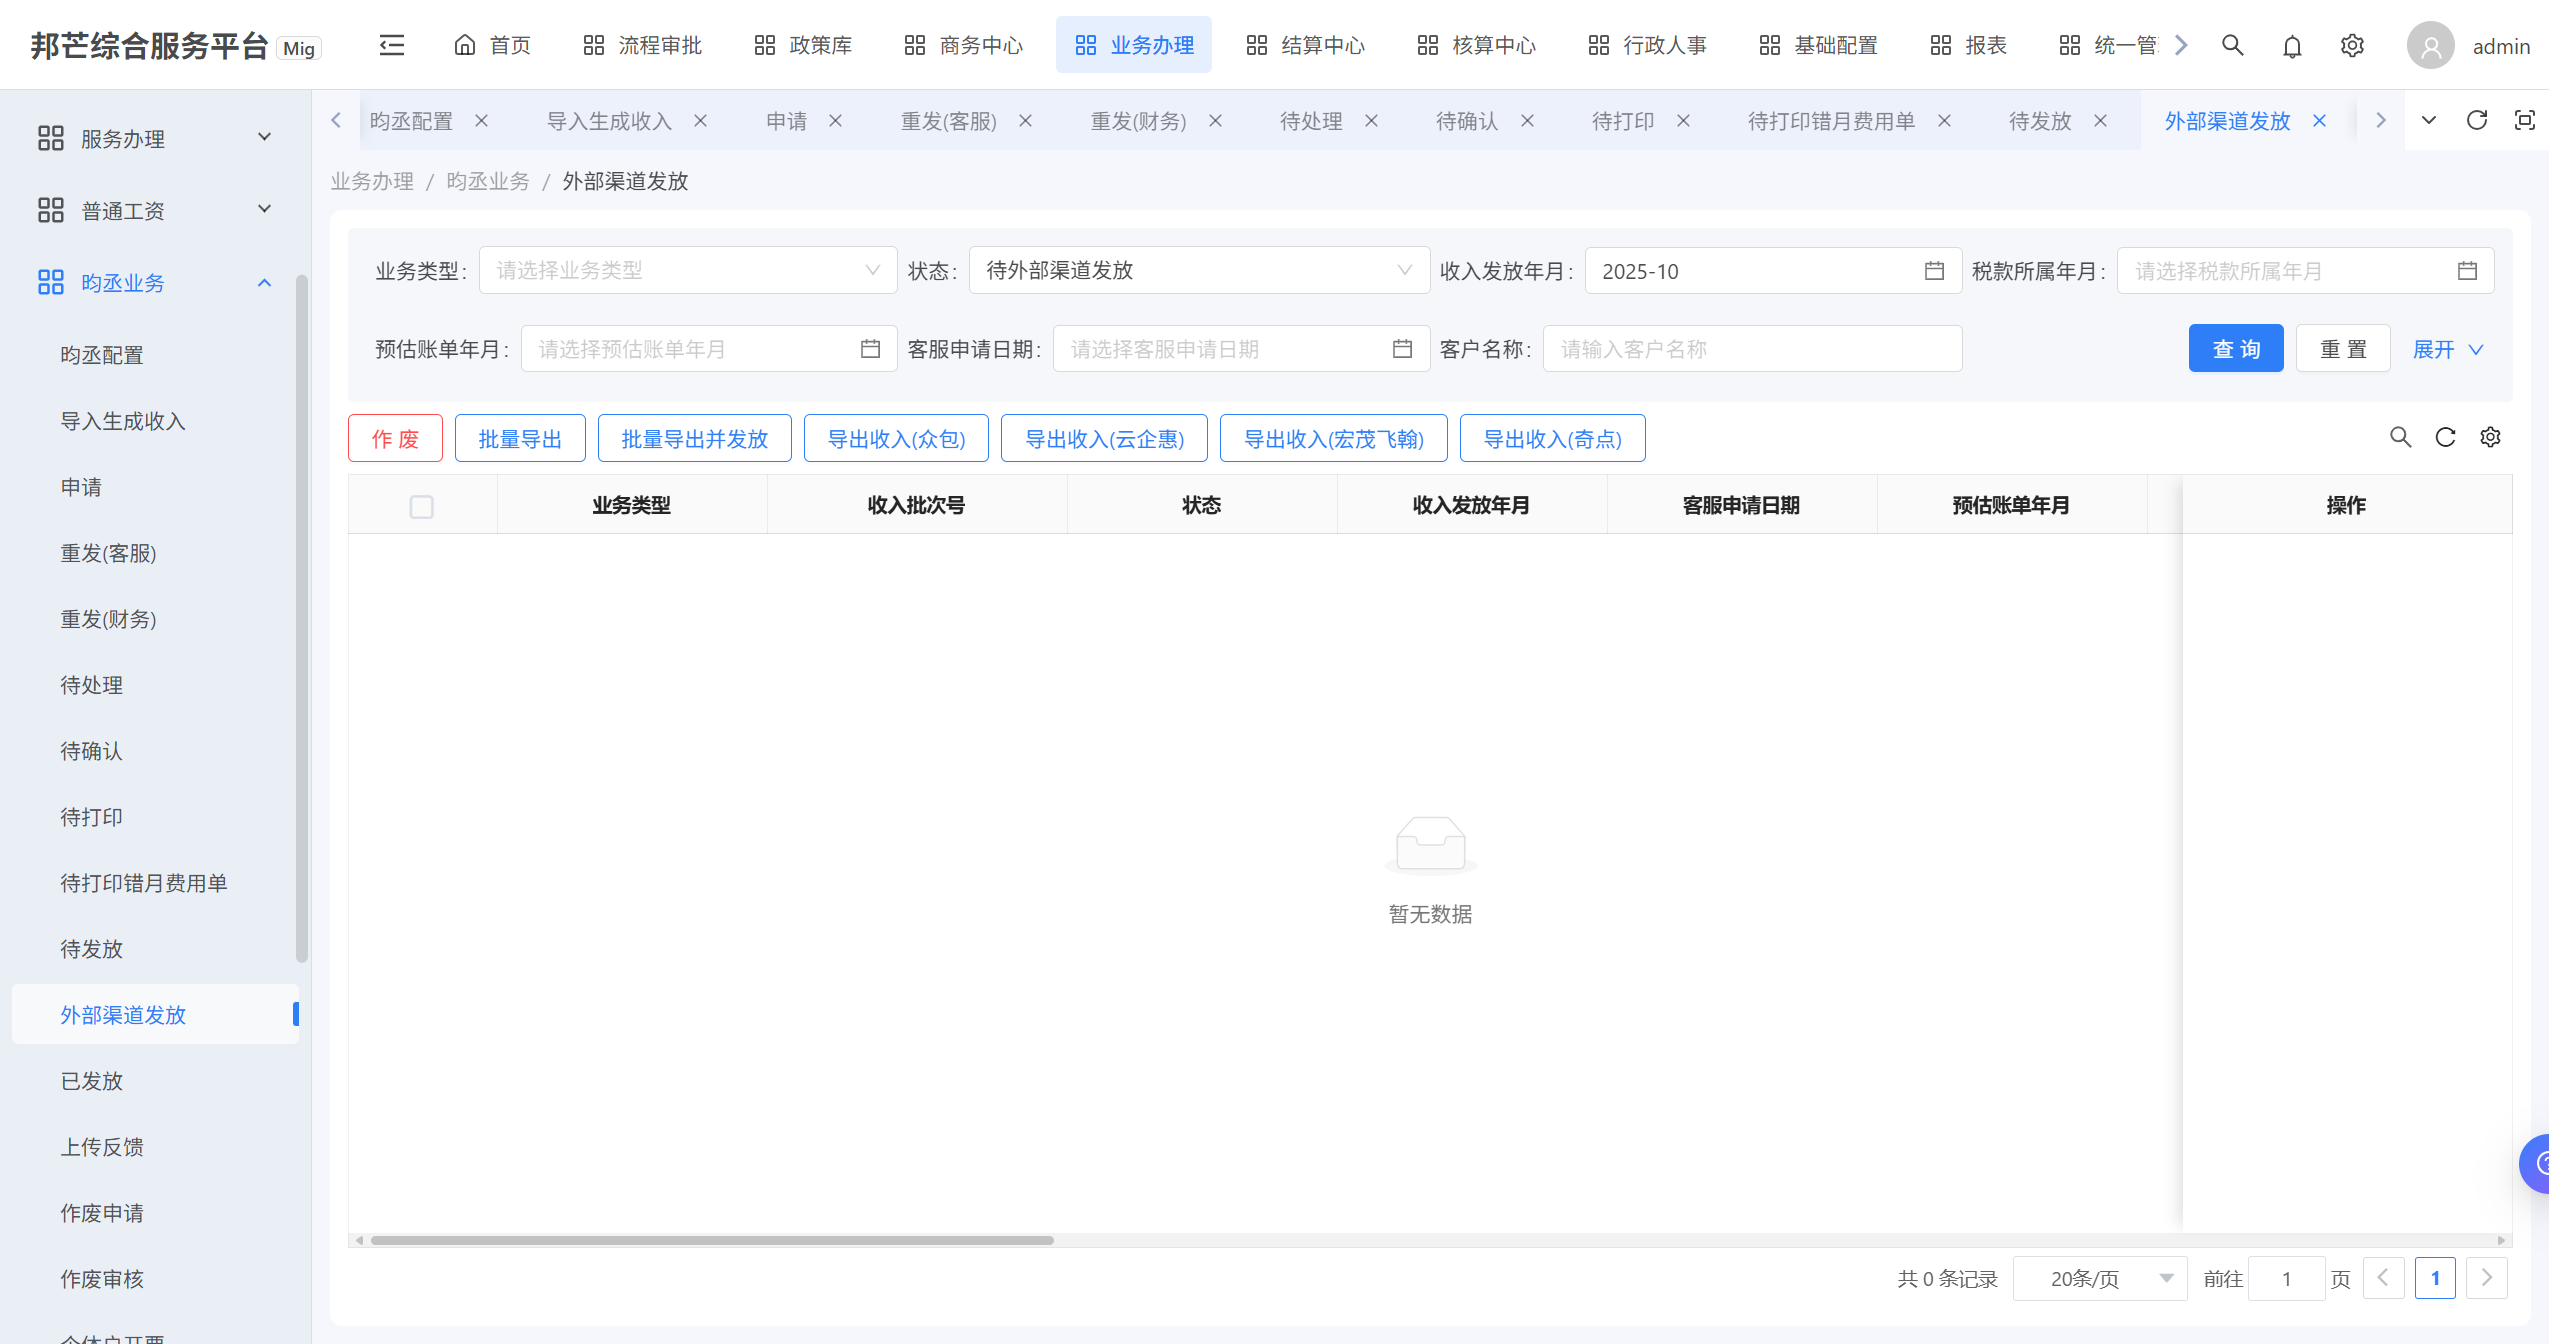 邦芒综合服务平台 Mig 首页 流程审批 政策库 商务中心 业务办理 结算中心 核算中心 行政人事 基础配置 报表 统一管 admin
昀丞配置 导入生成收入 申请 重发(客服) 重发(财务) 待处理 待确认 待打印 待打印错月费用单 待发放 外部渠道发放
业务办理 / 昀丞业务 / 外部渠道发放
服务办理
普通工资
昀丞业务
昀丞配置
导入生成收入
申请
重发(客服)
重发(财务)
待处理
待确认
待打印
待打印错月费用单
待发放
外部渠道发放
已发放
上传反馈
作废申请
作废审核
个体户开票
业务类型: 请选择业务类型 状态: 待外部渠道发放 收入发放年月: 2025-10 税款所属年月: 请选择税款所属年月
预估账单年月: 请选择预估账单年月 客服申请日期: 请选择客服申请日期 客户名称: 请输入客户名称 查 询 重 置 展开
作 废 批量导出 批量导出并发放 导出收入(众包) 导出收入(云企惠) 导出收入(宏茂飞翰) 导出收入(奇点)
业务类型 收入批次号 状态 收入发放年月 客服申请日期 预估账单年月 操作
暂无数据
共 0 条记录 20条/页 前往 1 页 1